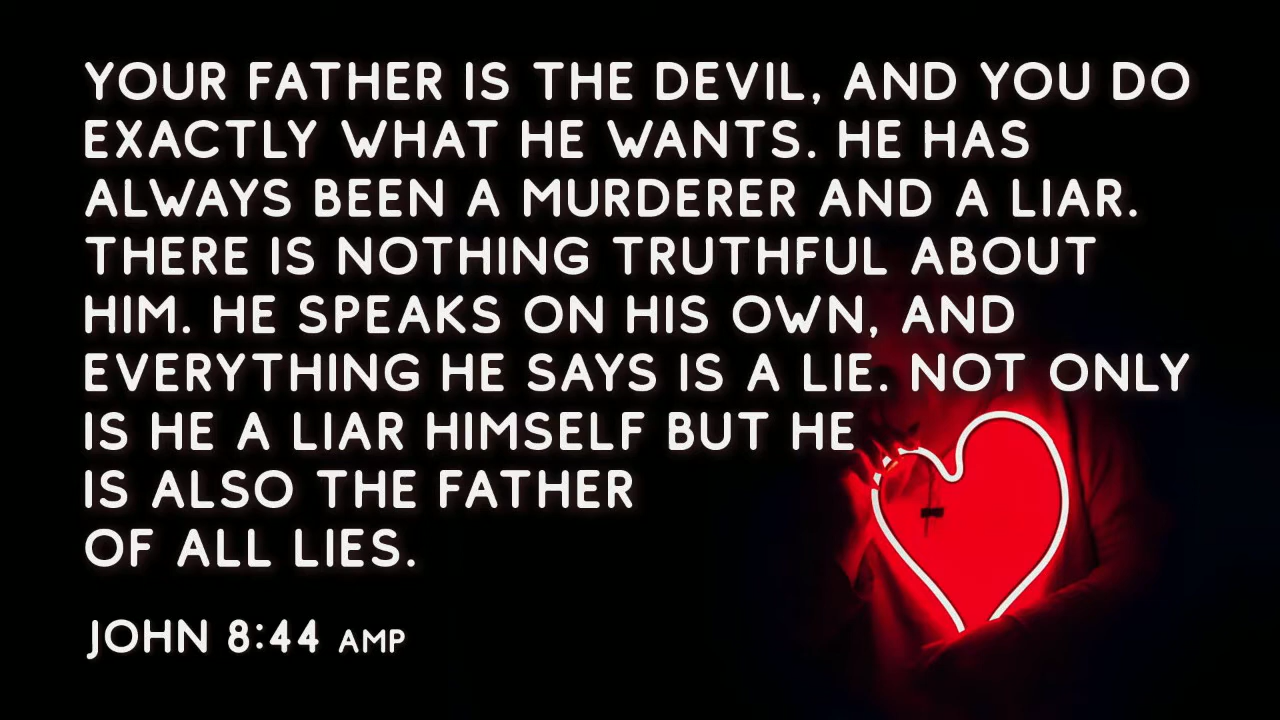 YOUR FATHER IS THE DEVIL, AND YOU DO
EXACTLY WHAT HE WANTS. HE HAS
ALWAYS BEEN A MURDERER AND A LIAR.
THERE IS NOTHING TRUTHFUL ABOUT
HIM. HE SPEAKS ON HIS OWN, AND
EVERYTHING HE SAYS IS A LIE. NOT ONLY
IS HE A LIAR HIMSELF BUT HE
IS ALSO THE FATHER
OF ALL LIES.
JOHN 8:44 AMP